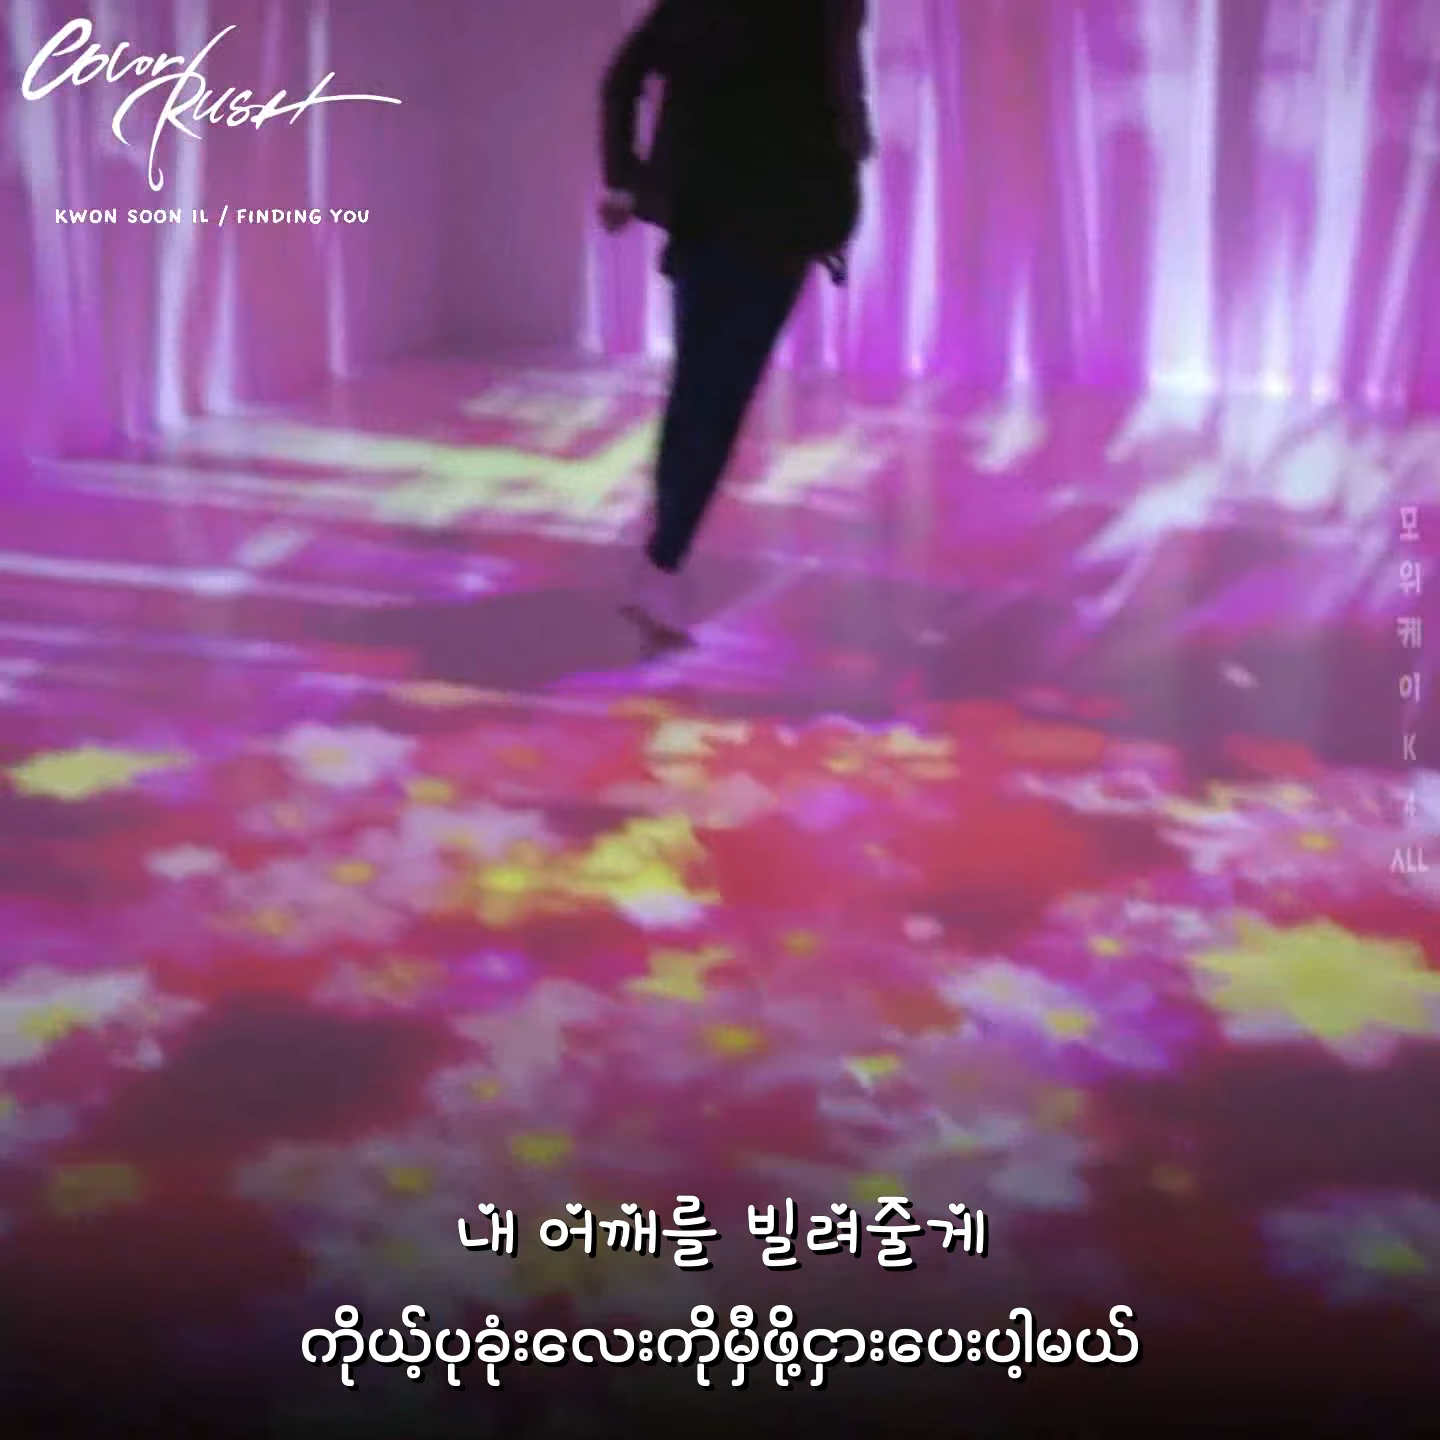 Color
Rush
KWON SOON IL / FINDING YOU
모위케이 K 4 ALL
내 어깨를 빌려줄게
ကိုယ့်ပုခုံးလေးကိုမှီဖို့ငှားပေးပါ့မယ်